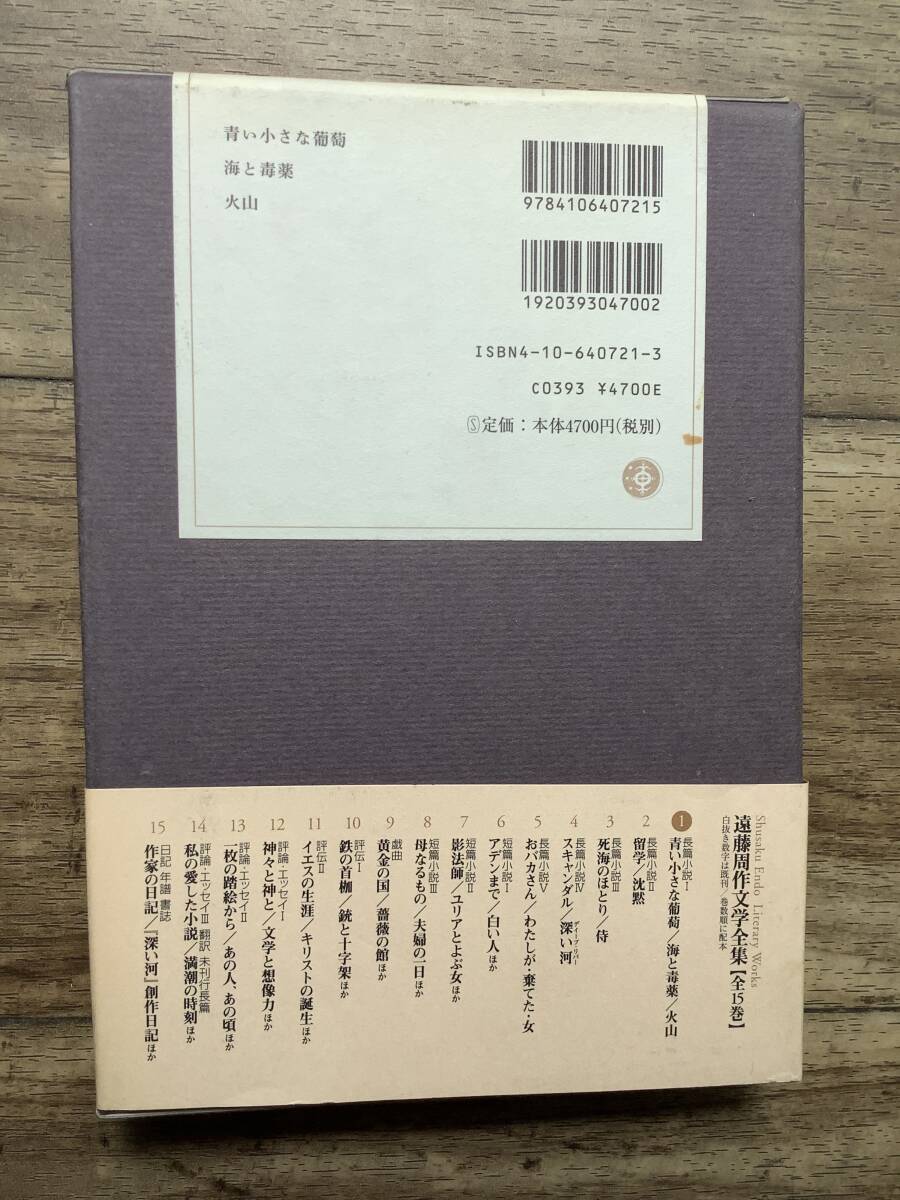 青い小さな葡萄
海と毒薬
火山
9784106407215
1920393047002
ISBN4-10-640721-3
C0393 ¥4700E
Ⓢ定価：本体4700円(税別)
Shusaku Endo Literary Works
遠藤周作文学全集【全15巻】
白抜き数字は既刊／巻数順に配本
1
長篇小説Ⅰ
青い小さな葡萄／海と毒薬／火山
2
長篇小説Ⅱ
留学／沈黙
3
長篇小説Ⅲ
死海のほとり／侍
4
長篇小説Ⅳ
スキャンダル／深い河
ディープ・リバー
5
長篇小説Ⅴ
おバカさん／わたしが・棄てた・女
6
短篇小説Ⅰ
アデンまで／白い人ほか
7
短篇小説Ⅱ
影法師／ユリアとよぶ女ほか
8
短篇小説Ⅲ
母なるもの／夫婦の一日ほか
9
戯曲
黄金の国／薔薇の館ほか
10
評伝Ⅰ
鉄の首枷／銃と十字架ほか
11
評伝Ⅱ
イエスの生涯／キリストの誕生ほか
12
評論・エッセイⅠ
神々と神と／文学と想像力ほか
13
評論・エッセイⅡ
一枚の踏絵から／あの人、あの頃ほか
14
評論・エッセイⅢ 翻訳 未刊行長篇
私の愛した小説／満潮の時刻ほか
15
日記 年譜 書誌
作家の日記／『深い河』創作日記ほか